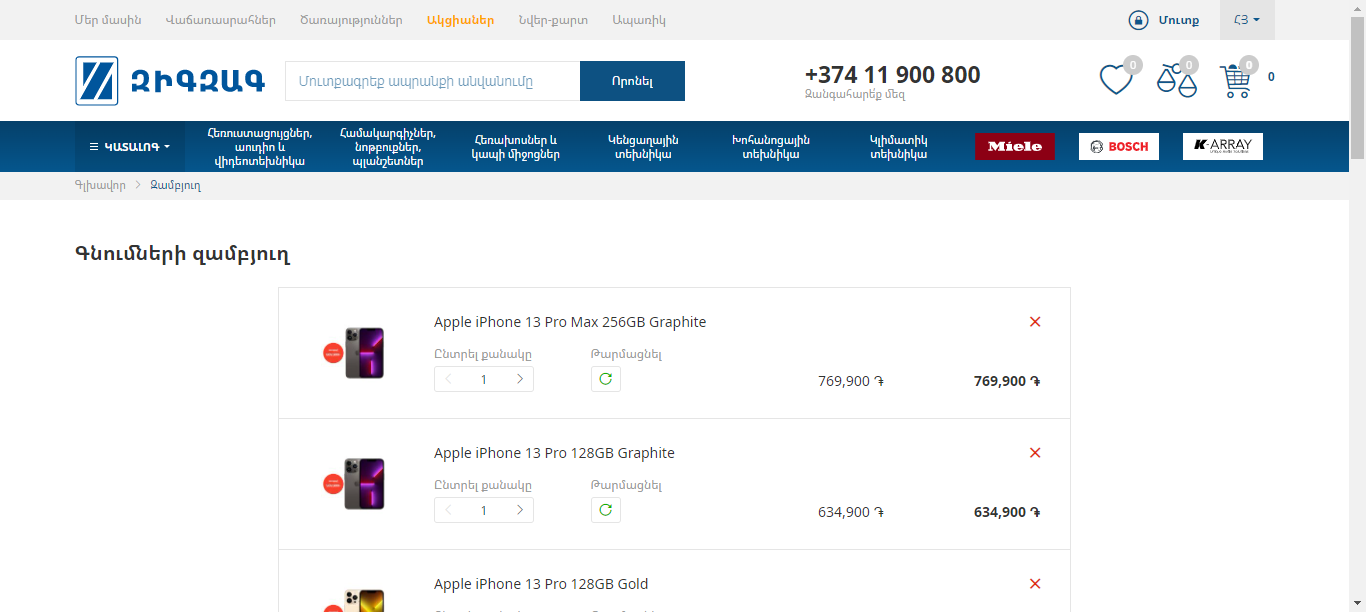 Մեր մասին Վաճառասրահներ Ծառայություններ Ակցիաներ Նվեր-քարտ Ապառիկ Մուտք ՀՅ
ԶԻԳԶԱԳ
Մուտքագրեք ապրանքի անվանումը Որոնել
+374 11 900 800
Զանգահարե՛ք մեզ
0 0 0 0
ԿԱՏԱԼՈԳ
Հեռուստացույցներ, աուդիո և վիդեոտեխնիկա
Համակարգիչներ, նոթբուքներ, պլանշետներ
Հեռախոսներ և կապի միջոցներ
Կենցաղային տեխնիկա
Խոհանոցային տեխնիկա
Կլիմատիկ տեխնիկա
Miele
BOSCH
K-ARRAY
Գլխավոր Զամբյուղ
Գնումների զամբյուղ
Apple iPhone 13 Pro Max 256GB Graphite
Ընտրել քանակը Թարմացնել
1 769,900 ֏ 769,900 ֏
Apple iPhone 13 Pro 128GB Graphite
Ընտրել քանակը Թարմացնել
1 634,900 ֏ 634,900 ֏
Apple iPhone 13 Pro 128GB Gold